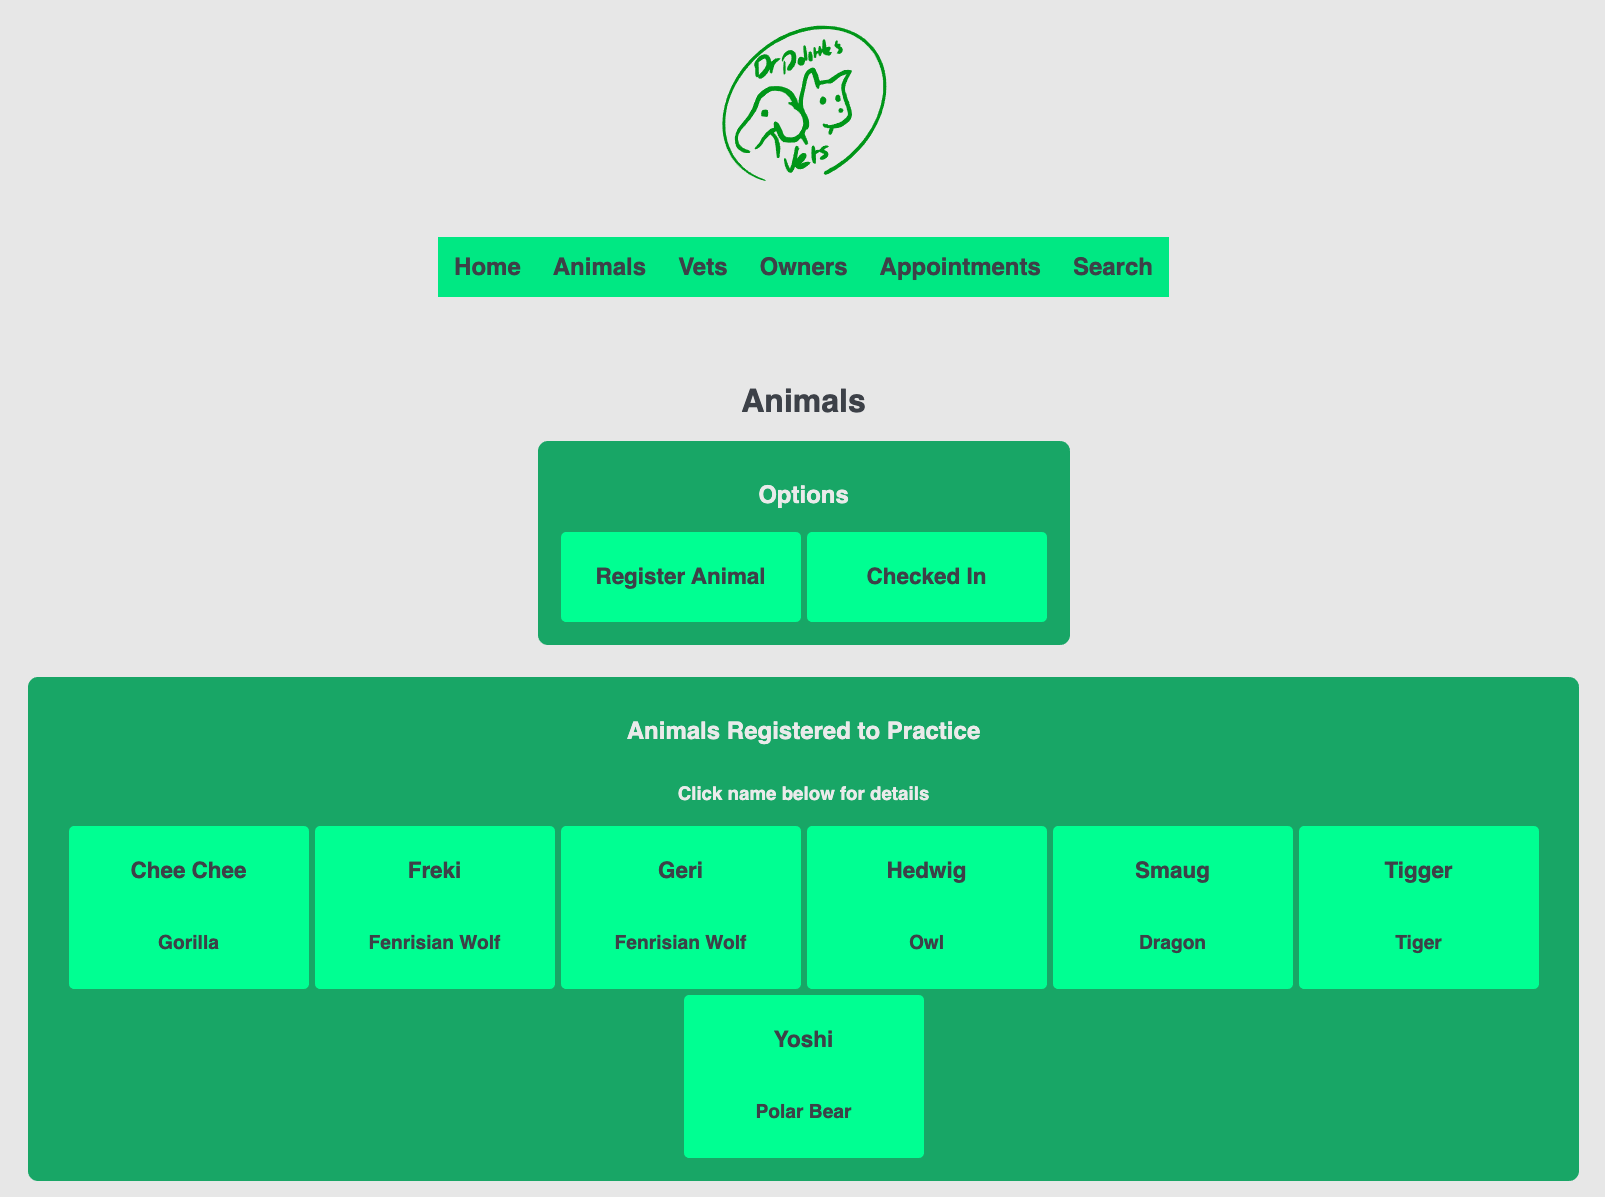 Dr Dolittles
Vets
Home Animals Vets Owners Appointments Search
Animals
Options
Register Animal Checked In
Animals Registered to Practice
Click name below for details
Chee Chee Freki Geri Hedwig Smaug Tigger
Gorilla Fenrisian Wolf Fenrisian Wolf Owl Dragon Tiger
Yoshi
Polar Bear